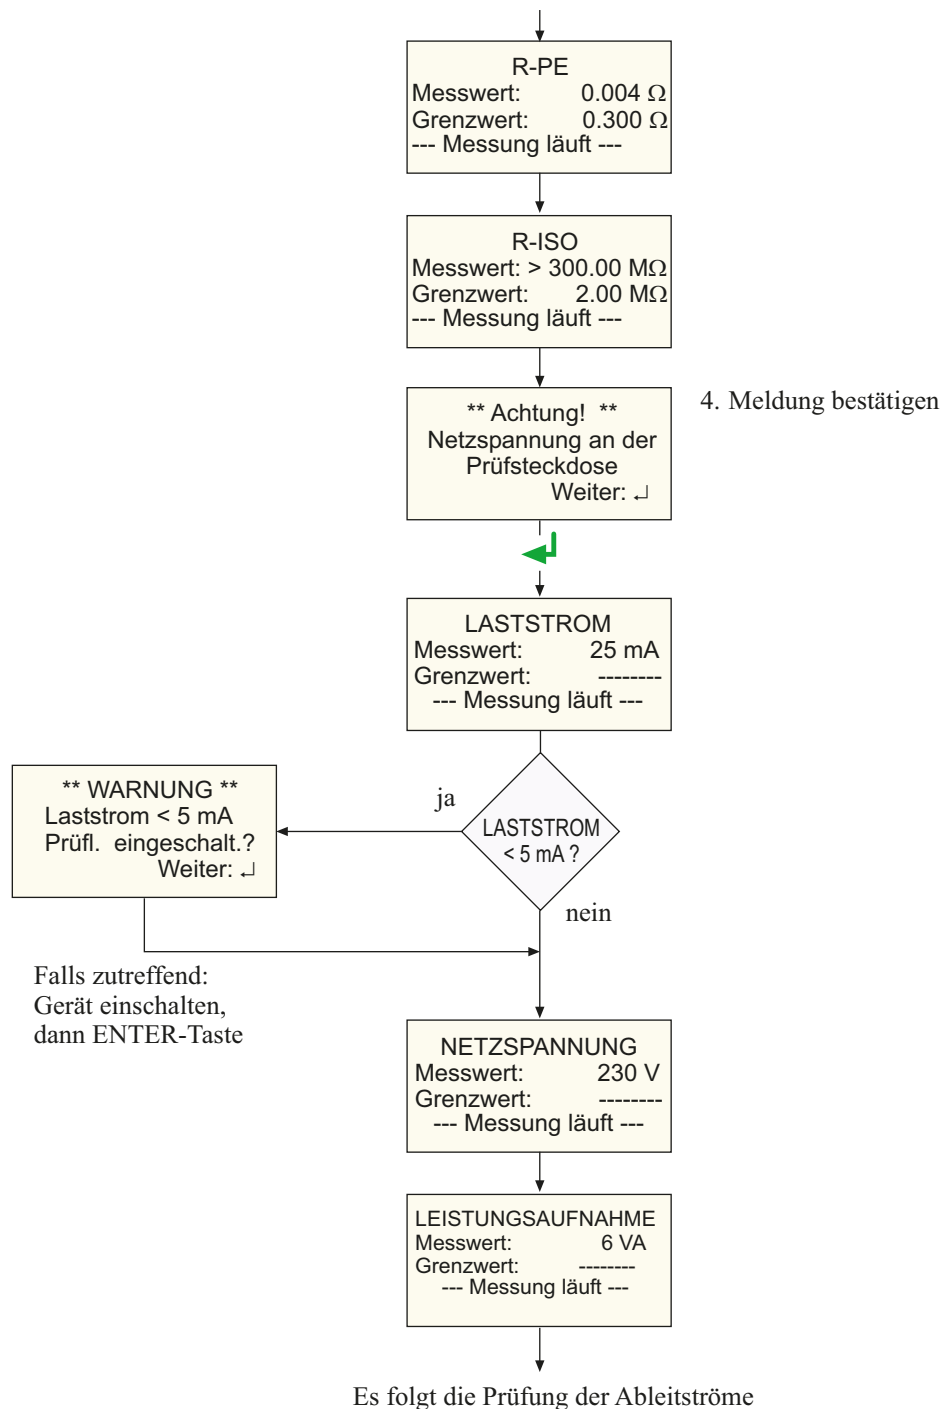 R-PE
Messwert: 0.004 Ω
Grenzwert: 0.300 Ω
--- Messung läuft ---
R-ISO
Messwert: > 300.00 MΩ
Grenzwert: 2.00 MΩ
--- Messung läuft ---
** Achtung! **
Netzspannung an der
Prüfsteckdose
Weiter: ↵
4. Meldung bestätigen
LASTSTROM
Messwert: 25 mA
Grenzwert: --------
--- Messung läuft ---
LASTSTROM
< 5 mA ?
ja
** WARNUNG **
Laststrom < 5 mA
Prüfl. eingeschalt.?
Weiter: ↵
nein
Falls zutreffend:
Gerät einschalten,
dann ENTER-Taste
NETZSPANNUNG
Messwert: 230 V
Grenzwert: --------
--- Messung läuft ---
LEISTUNGSAUFNAHME
Messwert: 6 VA
Grenzwert: --------
--- Messung läuft ---
Es folgt die Prüfung der Ableitströme